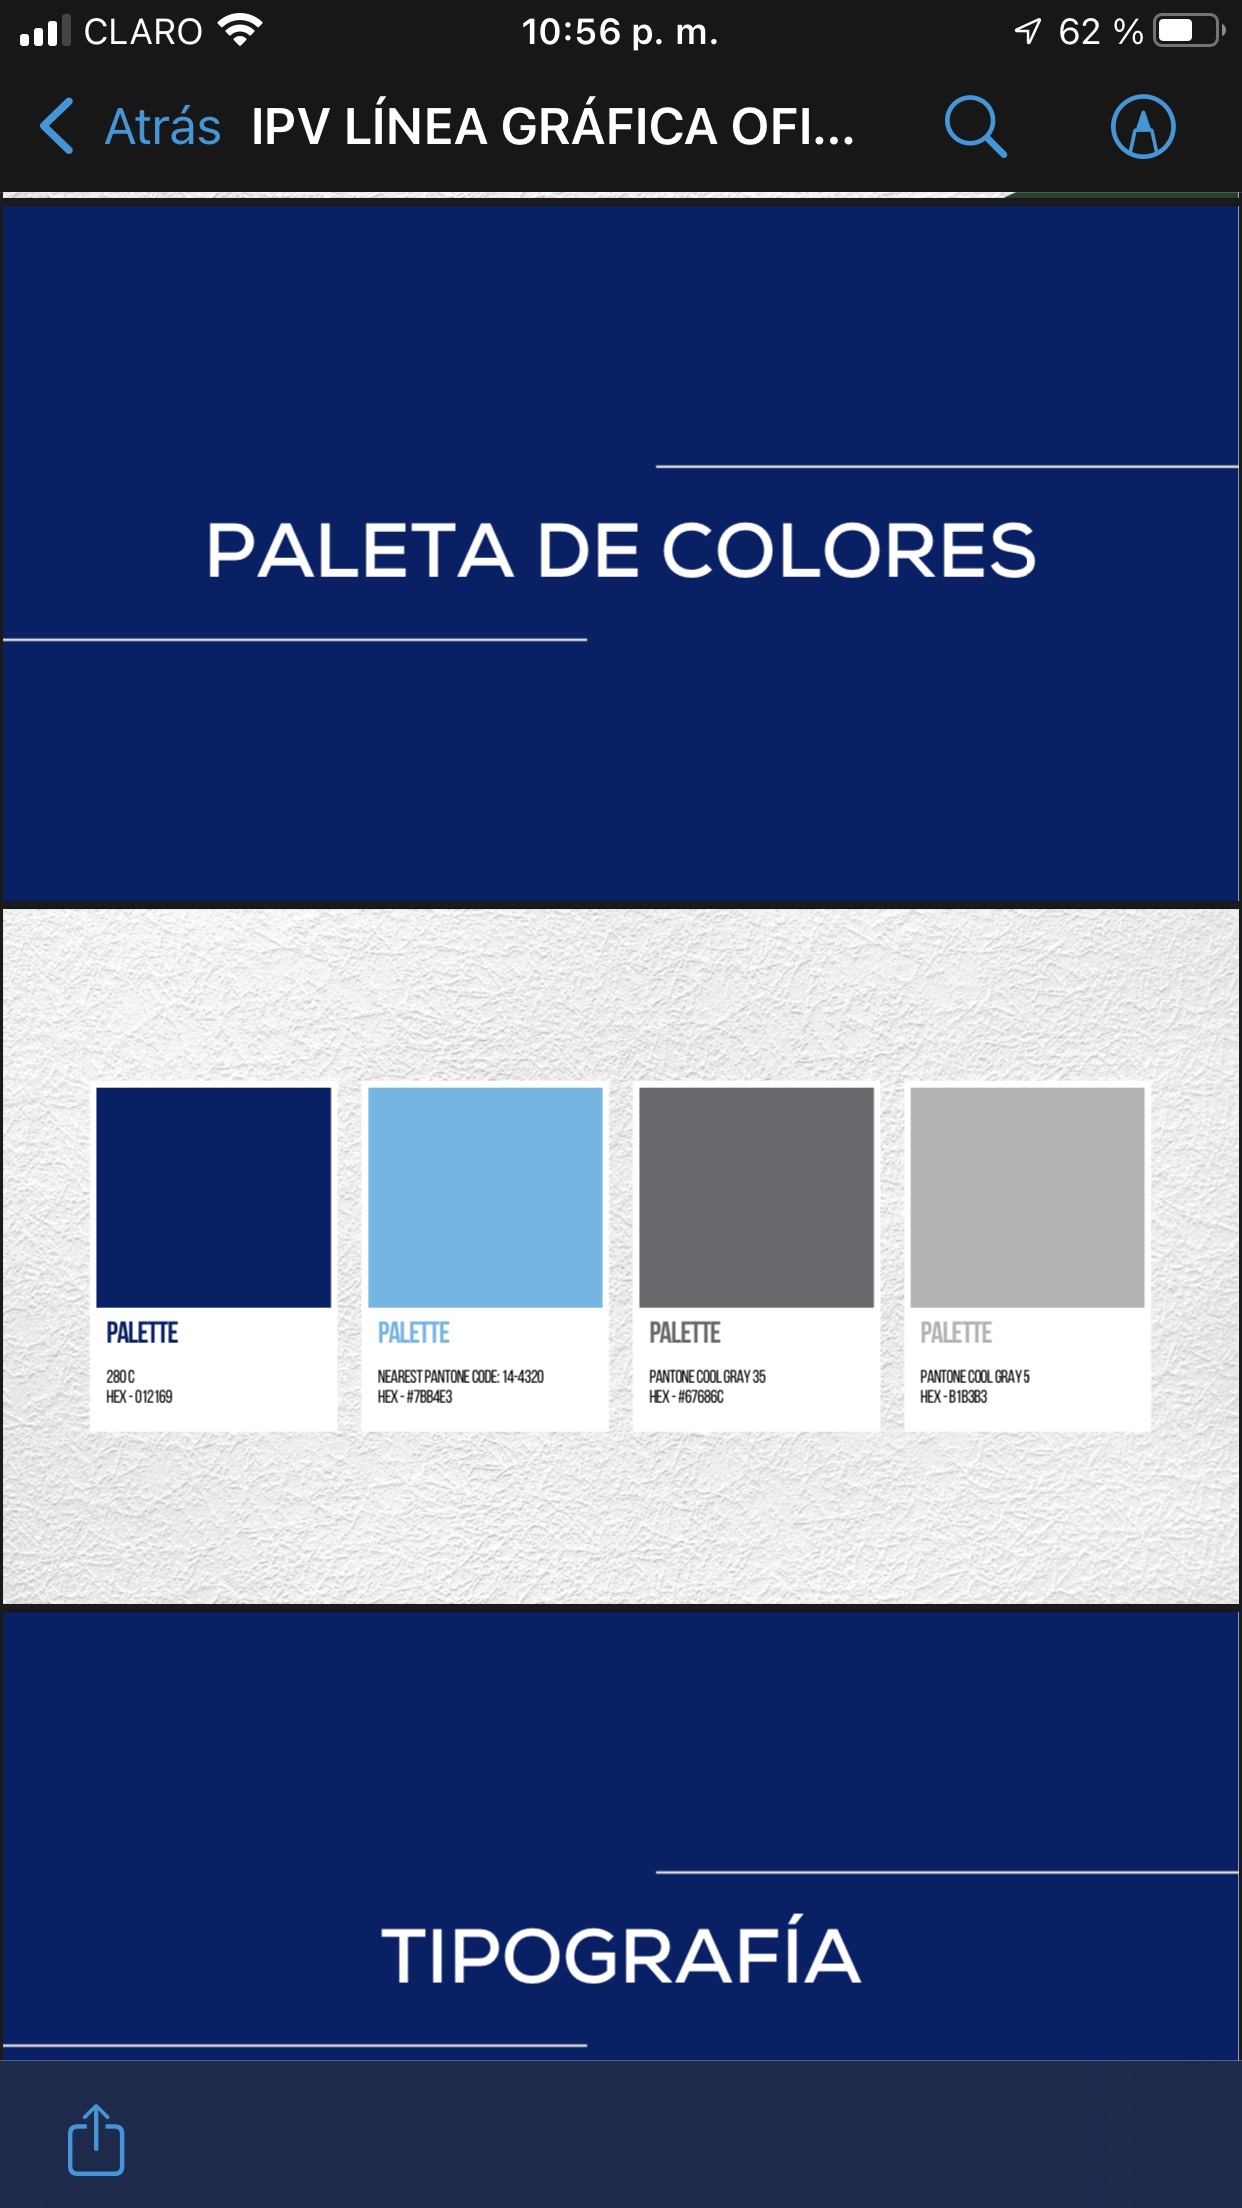 CLARO 10:56 p. m. 62 %
Atrás IPV LÍNEA GRÁFICA OFI...
PALETA DE COLORES
PALETTE
280 C
HEX - 012169
PALETTE
NEAREST PANTONE CODE: 14-4320
HEX - #7BB4E3
PALETTE
PANTONE COOL GRAY 35
HEX - #67686C
PALETTE
PANTONE COOL GRAY 5
HEX - B1B3B3
TIPOGRAFÍA